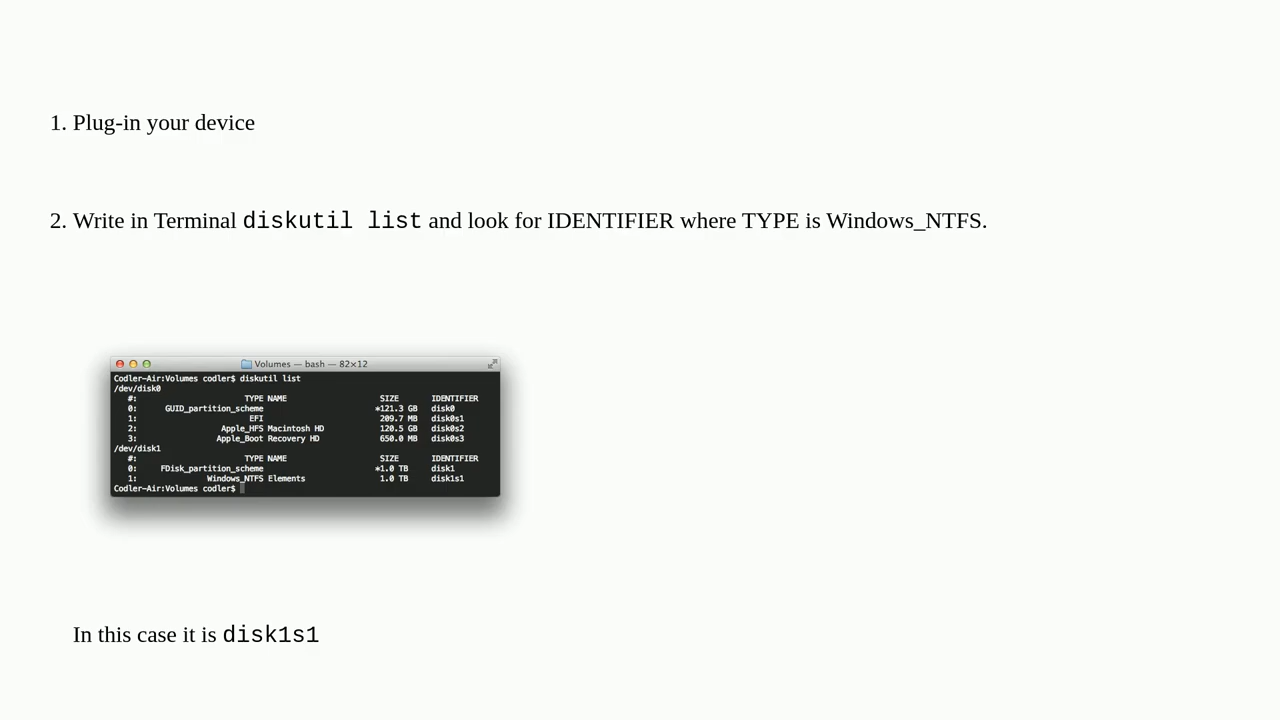 1. Plug-in your device
2. Write in Terminal diskutil list and look for IDENTIFIER where TYPE is Windows_NTFS.
Volumes — bash — 82×12
Codler-Air:Volumes codler$ diskutil list
/dev/disk0
#: TYPE NAME SIZE IDENTIFIER
0: GUID_partition_scheme *121.3 GB disk0
1: EFI 209.7 MB disk0s1
2: Apple_HFS Macintosh HD 120.5 GB disk0s2
3: Apple_Boot Recovery HD 650.0 MB disk0s3
/dev/disk1
#: TYPE NAME SIZE IDENTIFIER
0: FDisk_partition_scheme *1.0 TB disk1
1: Windows_NTFS Elements 1.0 TB disk1s1
Codler-Air:Volumes codler$
In this case it is disk1s1